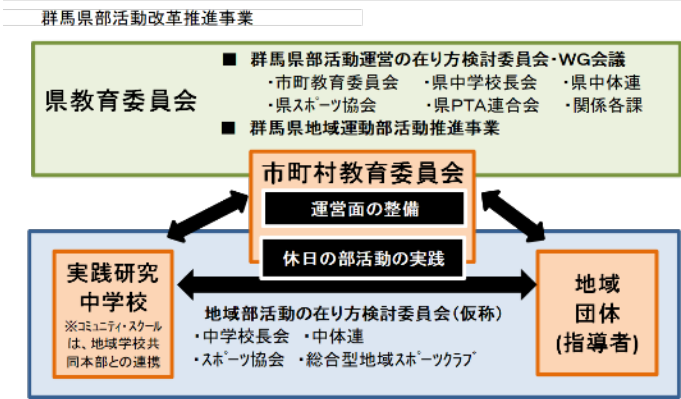 群馬県部活動改革推進事業
県教育委員会
■ 群馬県部活動運営の在り方検討委員会・WG会議
・市町教育委員会 ・県中学校長会 ・県中体連
・県スポーツ協会 ・県PTA連合会 ・関係各課
■ 群馬県地域運動部活動推進事業
市町村教育委員会
運営面の整備
休日の部活動の実践
実践研究
中学校
※コミュニティ・スクール
は、地域学校共
同本部との連携
地域部活動の在り方検討委員会(仮称)
・中学校長会 ・中体連
・スポーツ協会 ・総合型地域スポーツクラブ
地域
団体
(指導者)